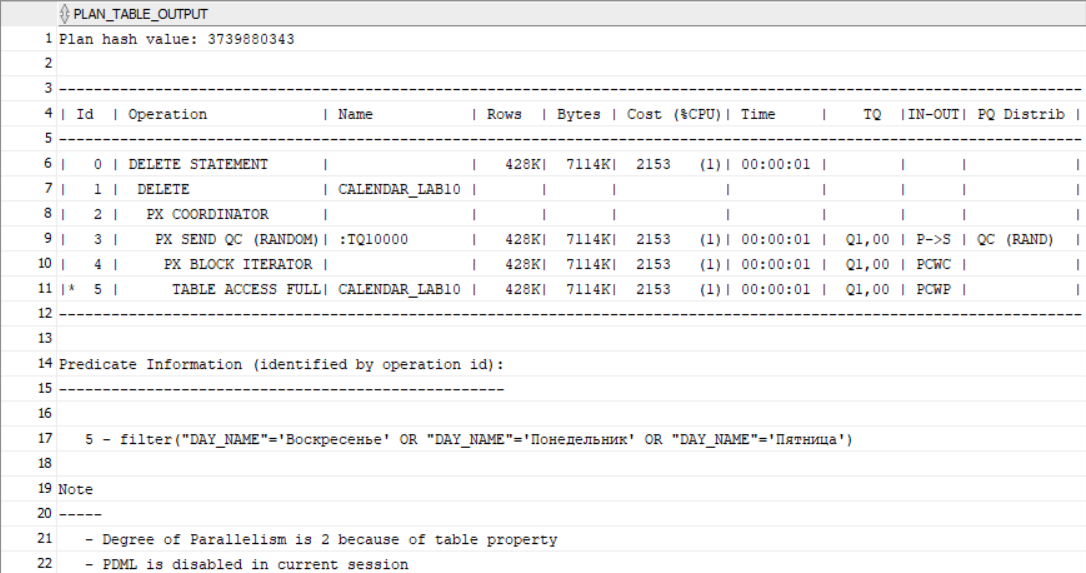 PLAN_TABLE_OUTPUT
1 Plan hash value: 3739880343
2
3 ------------------------------------------------------------------------------------------------------------------------
4 | Id  | Operation               | Name           | Rows  | Bytes | Cost (%CPU)| Time     |    TQ  |IN-OUT| PQ Distrib |
5 ------------------------------------------------------------------------------------------------------------------------
6 |   0 | DELETE STATEMENT        |                |   428K|  7114K|  2153   (1)| 00:00:01 |        |      |            |
7 |   1 |  DELETE                 | CALENDAR_LAB10 |       |       |            |          |        |      |            |
8 |   2 |   PX COORDINATOR        |                |       |       |            |          |        |      |            |
9 |   3 |    PX SEND QC (RANDOM)| :TQ10000       |   428K|  7114K|  2153   (1)| 00:00:01 |  Q1,00 | P->S | QC (RAND)  |
10 |   4 |     PX BLOCK ITERATOR |                |   428K|  7114K|  2153   (1)| 00:00:01 |  Q1,00 | PCWC |            |
11 |*  5 |      TABLE ACCESS FULL| CALENDAR_LAB10 |   428K|  7114K|  2153   (1)| 00:00:01 |  Q1,00 | PCWP |            |
12 ------------------------------------------------------------------------------------------------------------------------
13
14 Predicate Information (identified by operation id):
15 ---------------------------------------------------
16
17    5 - filter("DAY_NAME"='Воскресенье' OR "DAY_NAME"='Понедельник' OR "DAY_NAME"='Пятница')
18
19 Note
20 -----
21    - Degree of Parallelism is 2 because of table property
22    - PDML is disabled in current session